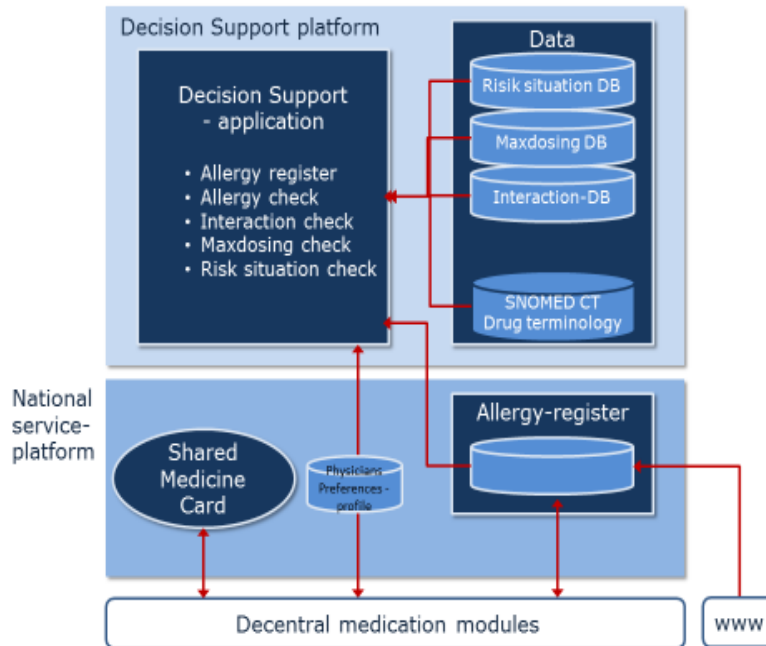 Decision Support platform
Decision Support
- application
• Allergy register
• Allergy check
• Interaction check
• Maxdosing check
• Risk situation check
Data
Risik situation DB
Maxdosing DB
Interaction-DB
SNOMED CT
Drug terminology
National
service-
platform
Shared
Medicine
Card
Physicians
Preferences -
profile
Allergy-register
Decentral medication modules
www